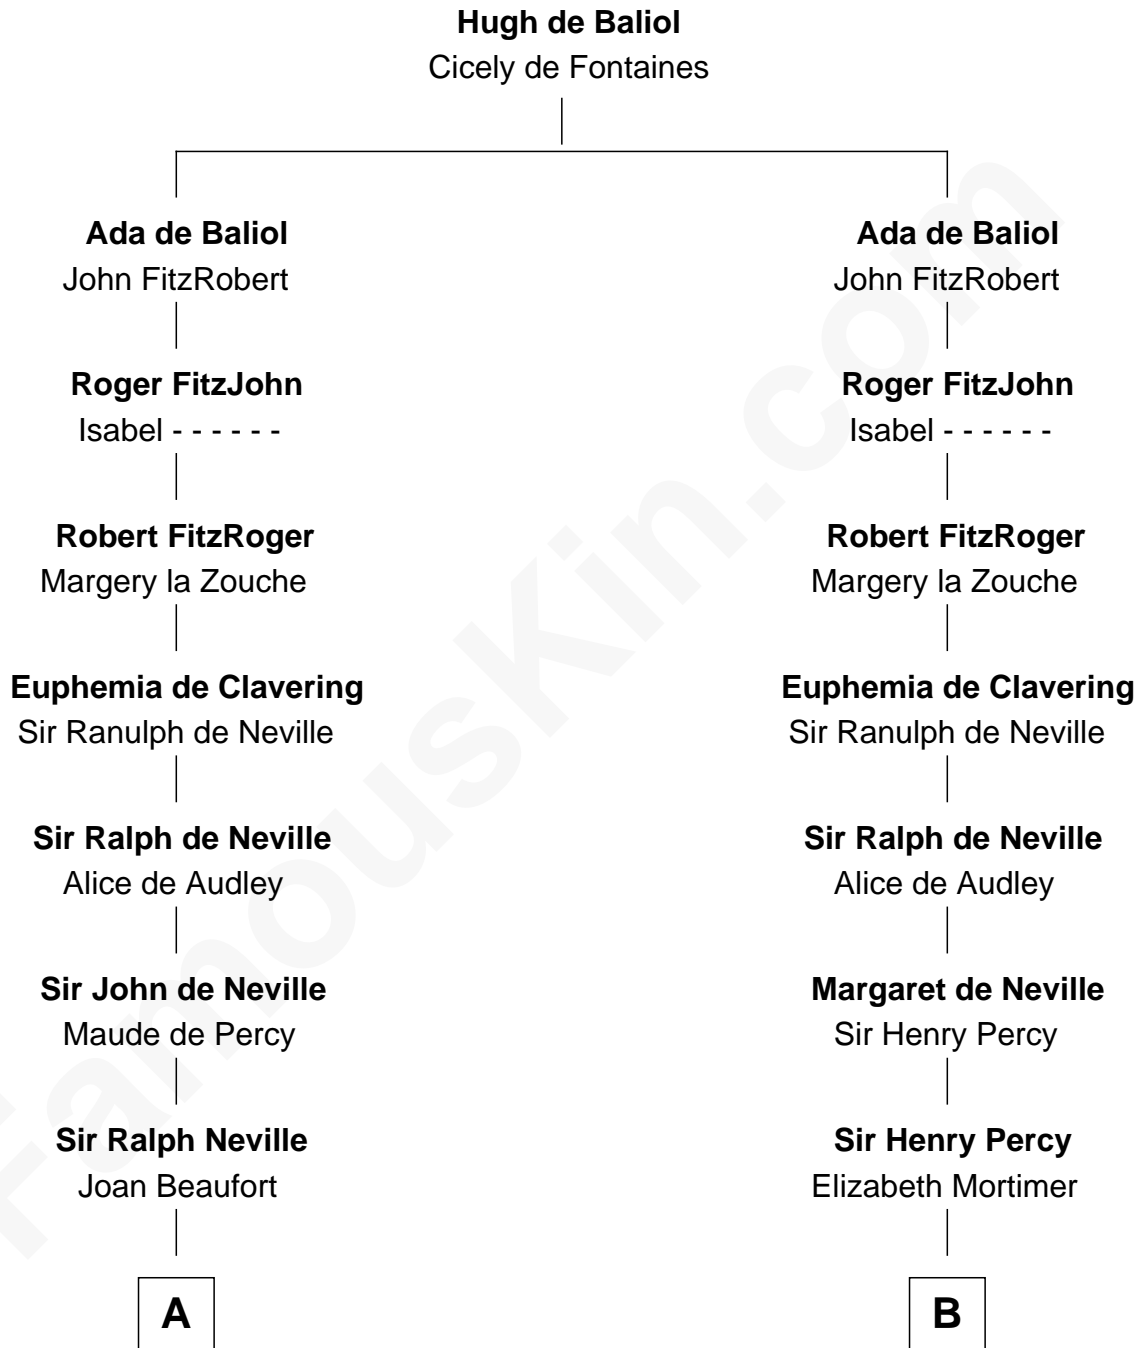 Hugh de Baliol
Cicely de Fontaines
Ada de Baliol
John FitzRobert
Roger FitzJohn
Isabel - - - - - -
Robert FitzRoger
Margery la Zouche
Euphemia de Clavering
Sir Ranulph de Neville
Sir Ralph de Neville
Alice de Audley
Sir John de Neville
Maude de Percy
Sir Ralph Neville
Joan Beaufort
A
Ada de Baliol
John FitzRobert
Roger FitzJohn
Isabel - - - - - -
Robert FitzRoger
Margery la Zouche
Euphemia de Clavering
Sir Ranulph de Neville
Sir Ralph de Neville
Alice de Audley
Margaret de Neville
Sir Henry Percy
Sir Henry Percy
Elizabeth Mortimer
B
FamousKin.com